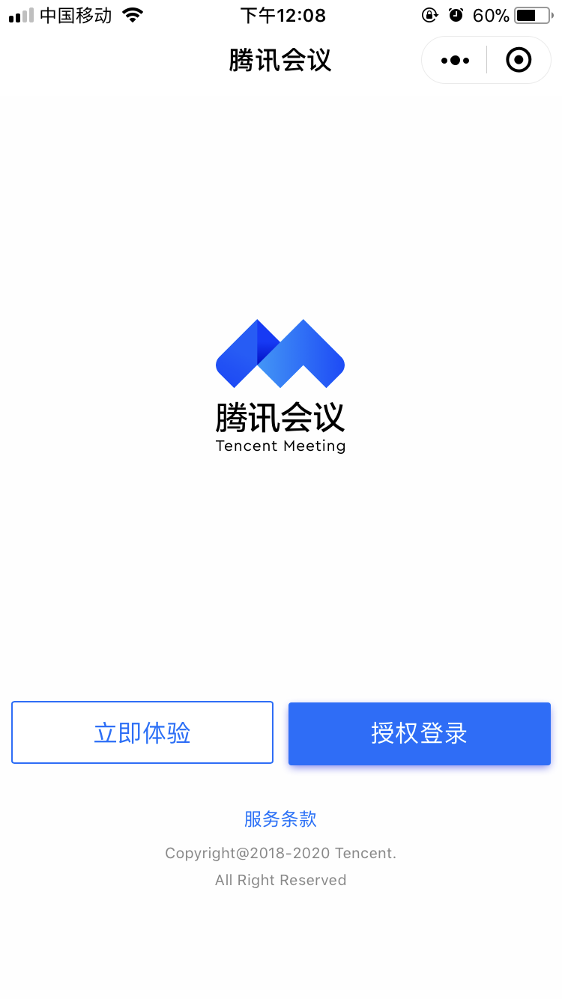 中国移动 下午12:08 60%
腾讯会议
腾讯会议
Tencent Meeting
立即体验 授权登录
服务条款
Copyright@2018-2020 Tencent.
All Right Reserved